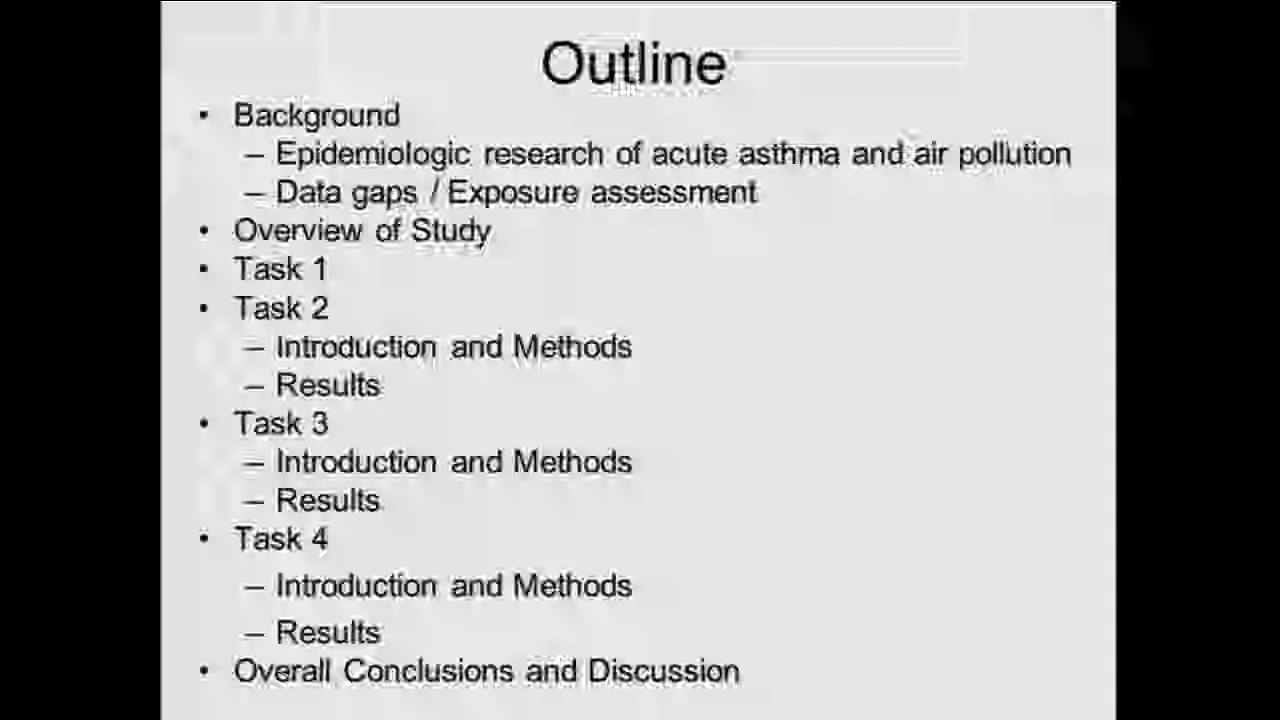 Outline
• Background
– Epidemiologic research of acute asthma and air pollution
– Data gaps / Exposure assessment
• Overview of Study
• Task 1
• Task 2
– Introduction and Methods
– Results
• Task 3
– Introduction and Methods
– Results
• Task 4
– Introduction and Methods
– Results
• Overall Conclusions and Discussion